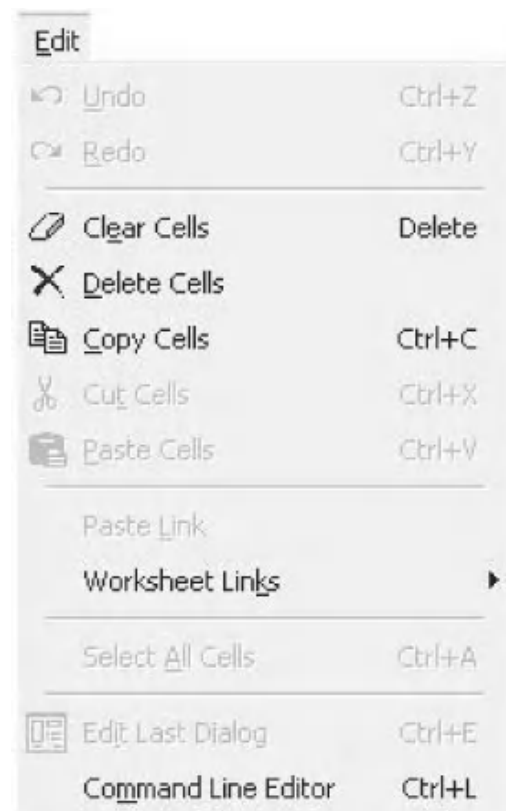 Edit
Undo Ctrl+Z
Redo Ctrl+Y
Clear Cells Delete
Delete Cells
Copy Cells Ctrl+C
Cut Cells Ctrl+X
Paste Cells Ctrl+V
Paste Link
Worksheet Links
Select All Cells Ctrl+A
Edit Last Dialog Ctrl+E
Command Line Editor Ctrl+L